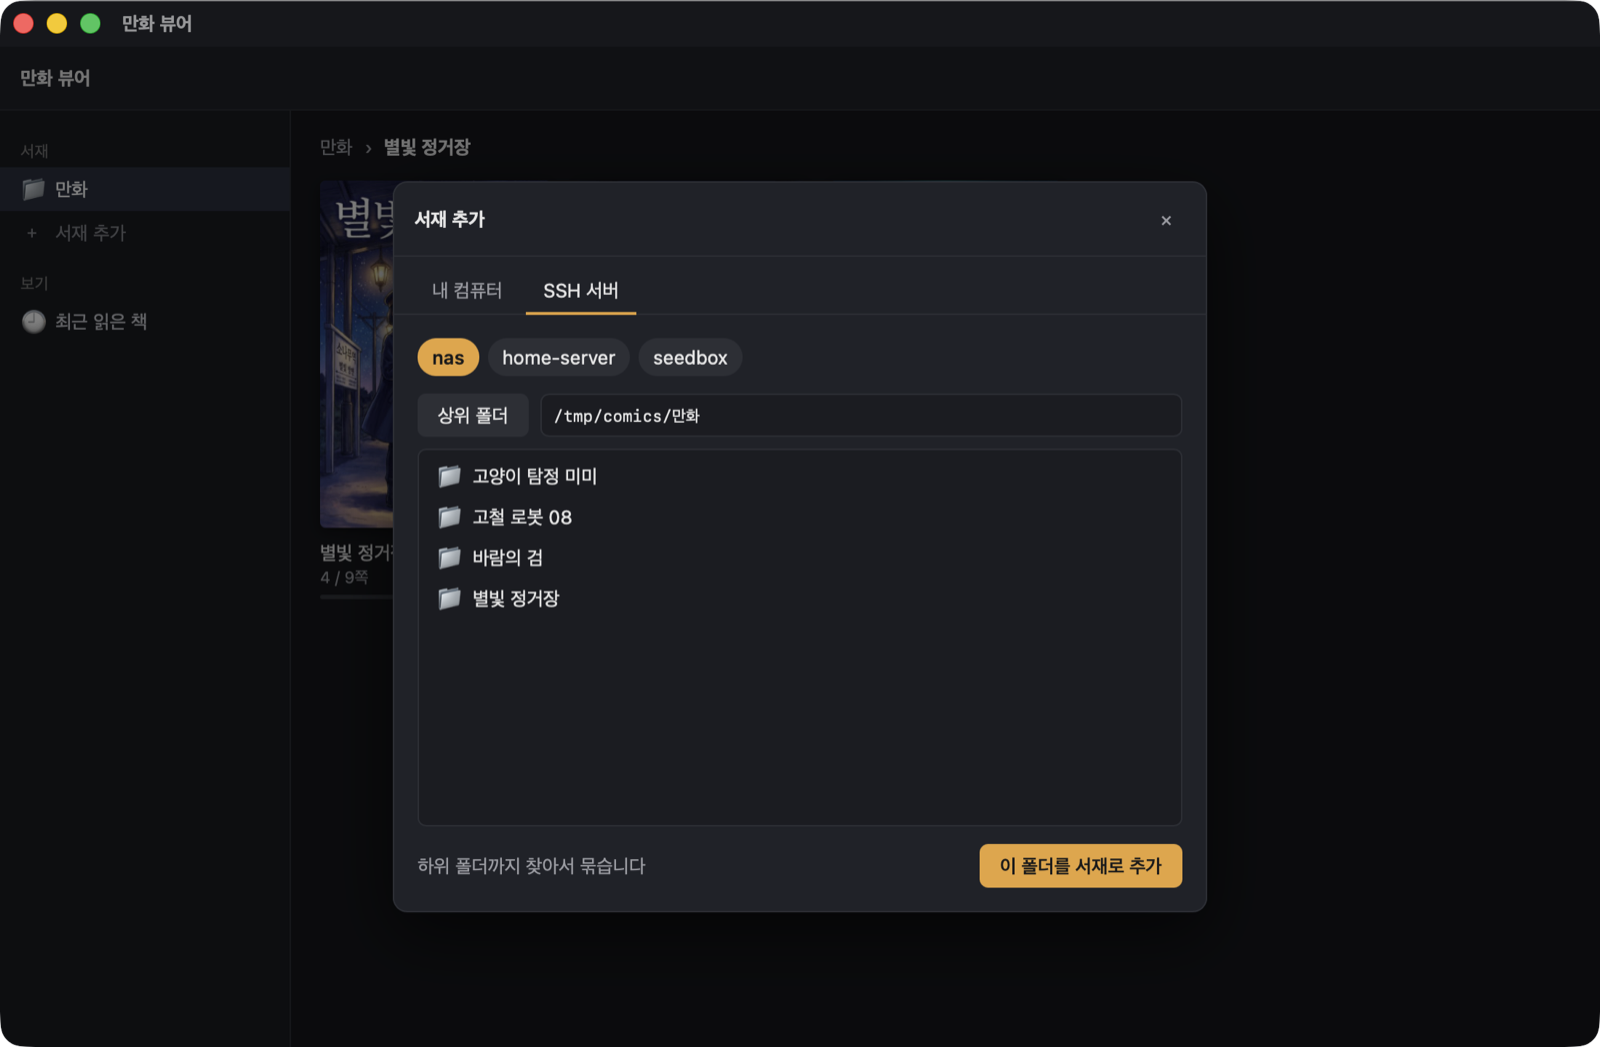 만화 뷰어
만화 뷰어
서재
만화
+ 서재 추가
보기
최근 읽은 책
만화 › 별빛 정거장
별빛 정거
4 / 9쪽
서재 추가
×
내 컴퓨터
SSH 서버
nas
home-server
seedbox
상위 폴더
/tmp/comics/만화
고양이 탐정 미미
고철 로봇 08
바람의 검
별빛 정거장
하위 폴더까지 찾아서 묶습니다
이 폴더를 서재로 추가